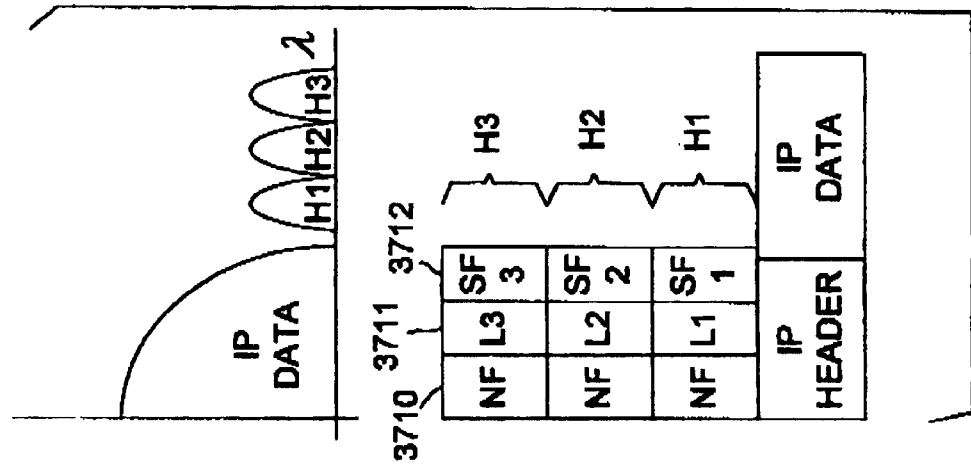 IP
DATA
H1 H2 H3 λ
3710 3711 3712
NF L3 SF
3
H3
NF L2 SF
2
H2
NF L1 SF
1
H1
IP
HEADER
IP
DATA